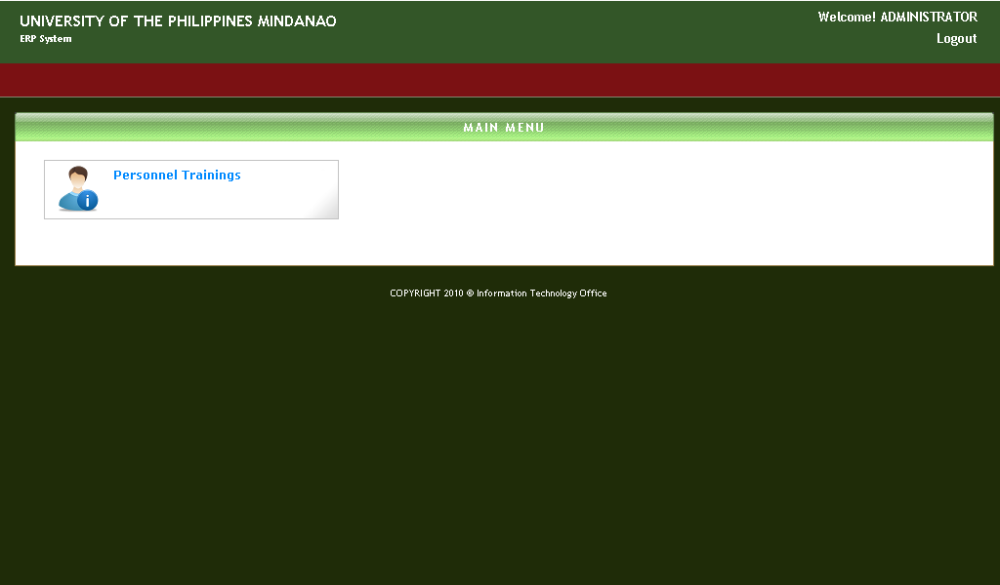 UNIVERSITY OF THE PHILIPPINES MINDANAO
ERP System
Welcome! ADMINISTRATOR
Logout
MAIN MENU
i
Personnel Trainings
COPYRIGHT 2010 © Information Technology Office